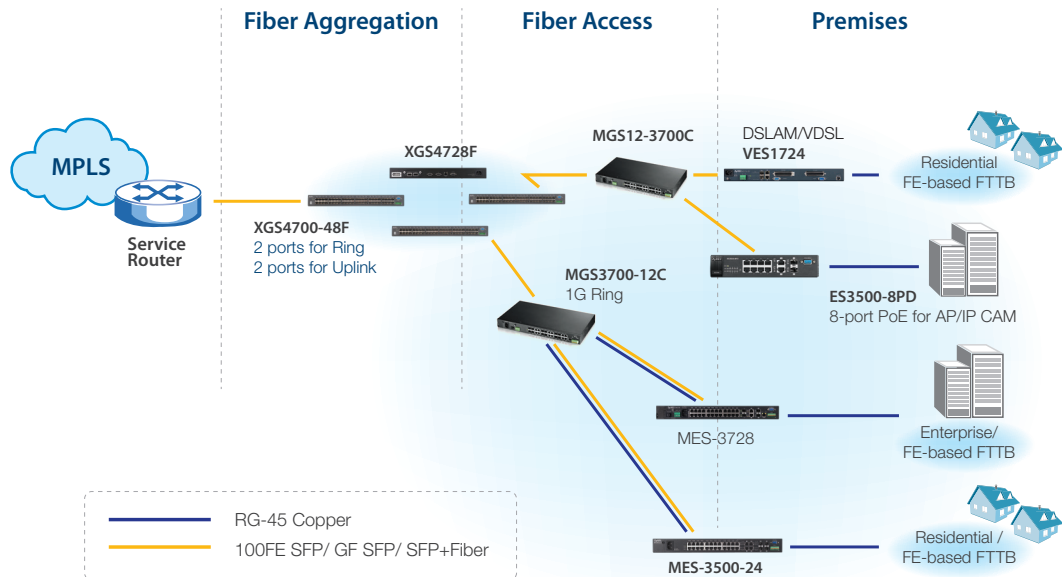 Fiber Aggregation
Fiber Access
Premises
MPLS
Service
Router
XGS4728F
XGS4700-48F
2 ports for Ring
2 ports for Uplink
MGS12-3700C
DSLAM/VDSL
VES1724
Residential
FE-based FTTB
MGS3700-12C
1G Ring
ES3500-8PD
8-port PoE for AP/IP CAM
MES-3728
Enterprise/
FE-based FTTB
RG-45 Copper
100FE SFP/ GF SFP/ SFP+Fiber
MES-3500-24
Residential /
FE-based FTTB